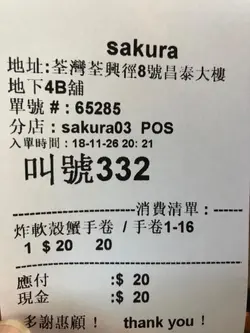 sakura
地址:荃灣荃興徑8號昌泰大樓
地下4B舖
單號 # : 65285
分店 : sakura03 POS
入單時間 : 18-11-26 20: 21
叫號332
----------------消費清單 : ----
炸軟殼蟹手卷 / 手卷1-16
1 $ 20 20
--------------------------------
應付 :$ 20
現金 :$ 20
多謝惠顧 ! thank you !